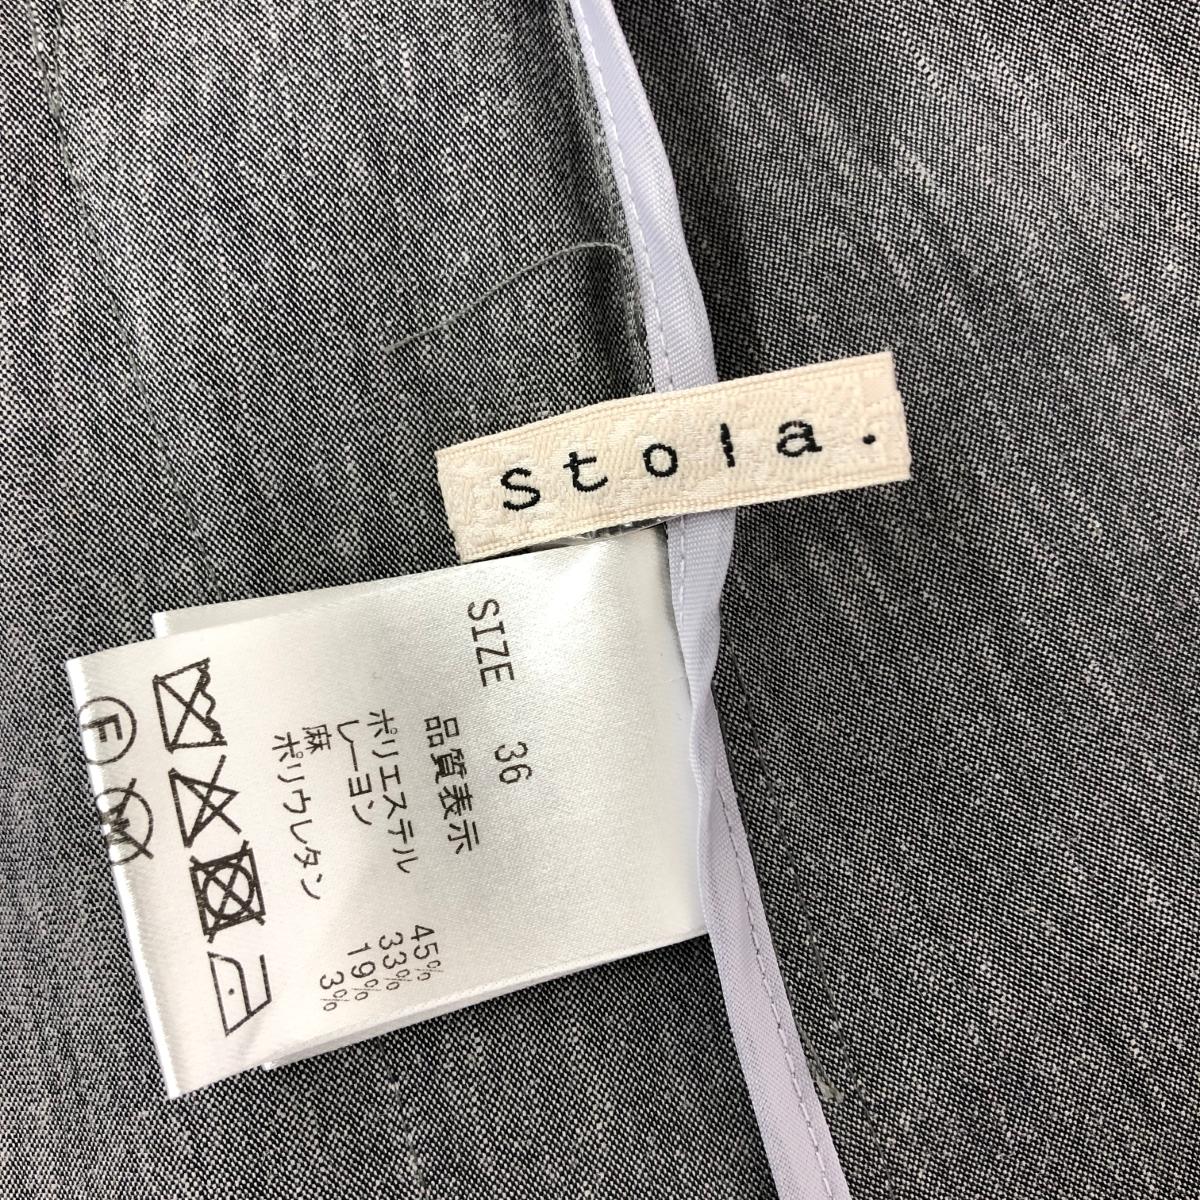 Stola.
SIZE 36
品質表示
ポリエステル 45%
レーヨン 33%
麻 19%
ポリウレタン 3%
F W